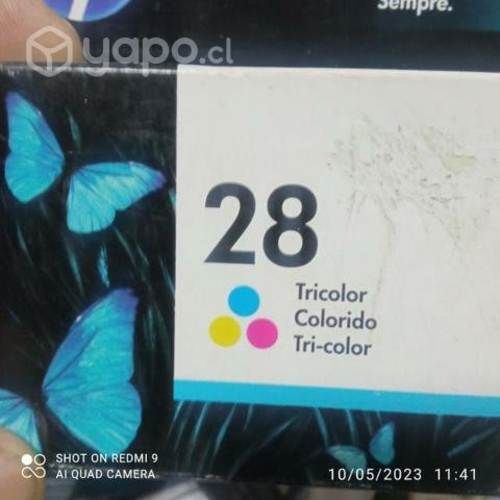 Sempre.
yapo.cl
28
Tricolor
Colorido
Tri-color
SHOT ON REDMI 9
AI QUAD CAMERA
10/05/2023 11:41